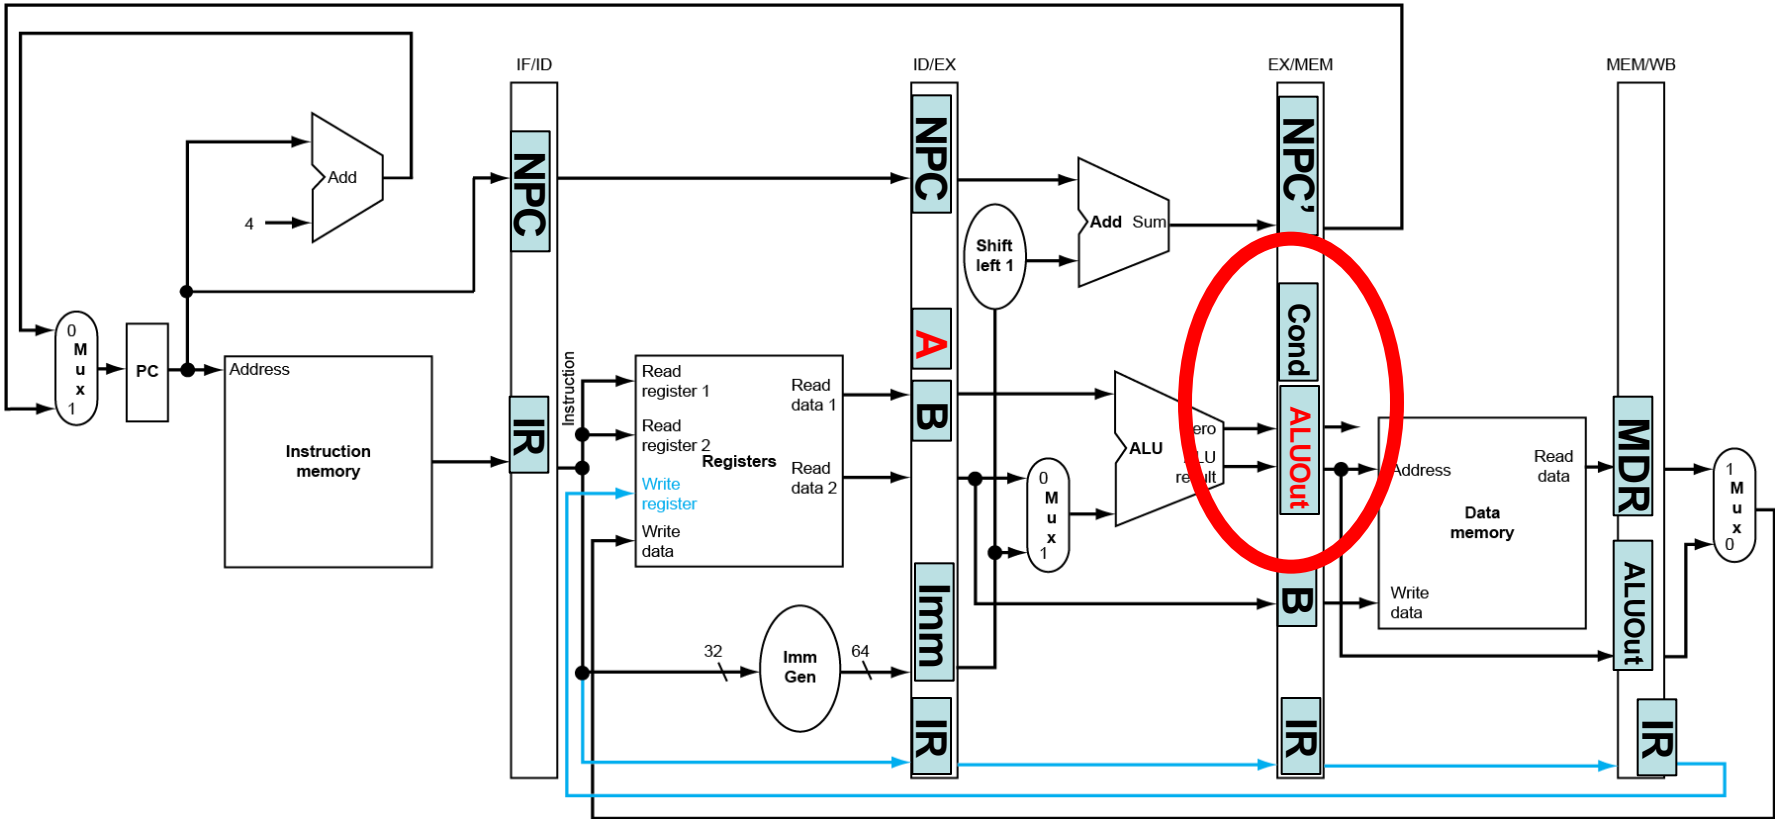 IF/ID
ID/EX
EX/MEM
MEM/WB
NPC
NPC
NPC’
Add
4
Add Sum
Shift
left 1
0
M
u
x
1
PC
Address
Instruction
memory
IR
Instruction
Read
register 1
Read
register 2
Write
register
Write
data
Registers
Read
data 1
Read
data 2
A
B
Imm
IR
32
Imm
Gen
64
0
M
u
x
1
ALU
ero
LU
result
Cond
ALUOut
B
IR
Address
Read
data
Data
memory
Write
data
MDR
ALUOut
IR
1
M
u
x
0